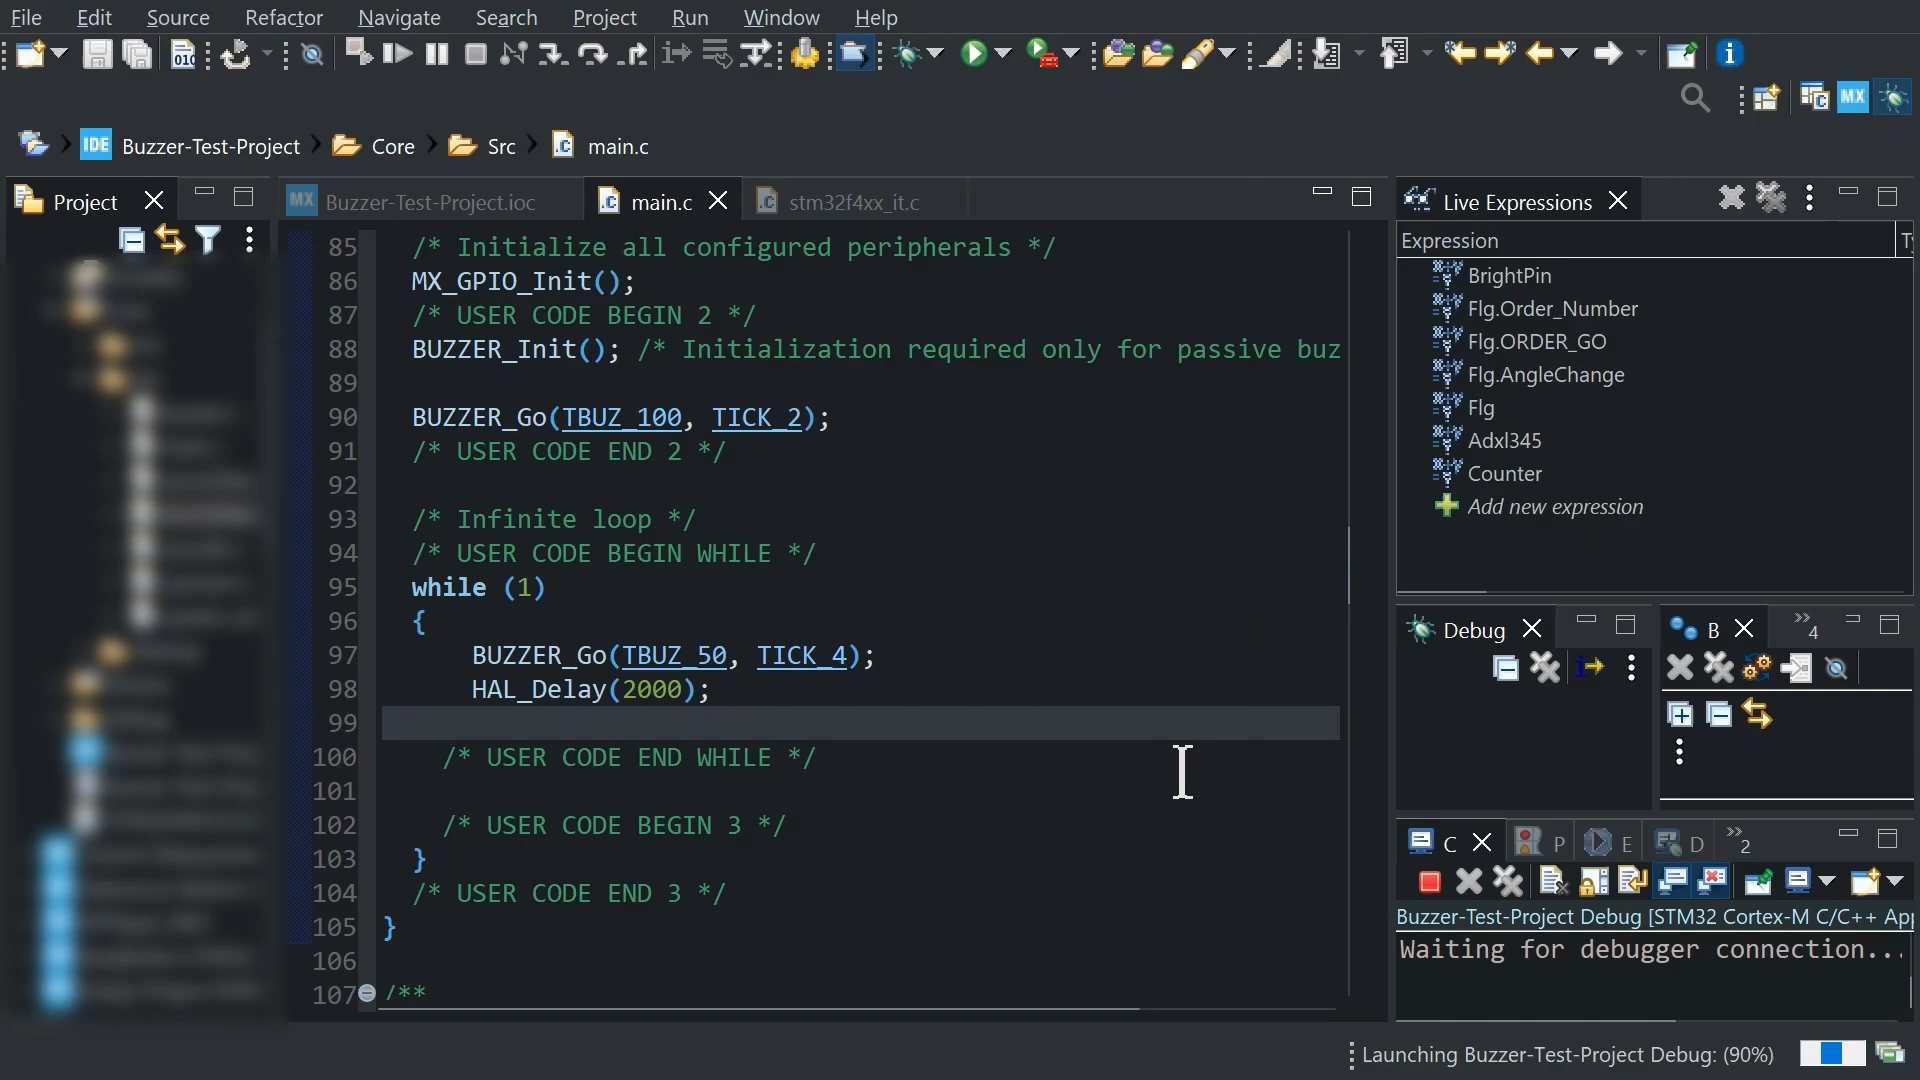 File Edit Source Refactor Navigate Search Project Run Window Help
010
MX
IDE Buzzer-Test-Project Core Src .c main.c
Project
MX Buzzer-Test-Project.ioc
.c main.c
.c stm32f4xx_it.c
85 /* Initialize all configured peripherals */
86 MX_GPIO_Init();
87 /* USER CODE BEGIN 2 */
88 BUZZER_Init(); /* Initialization required only for passive buz
89
90 BUZZER_Go(TBUZ_100, TICK_2);
91 /* USER CODE END 2 */
92
93 /* Infinite loop */
94 /* USER CODE BEGIN WHILE */
95 while (1)
96 {
97 BUZZER_Go(TBUZ_50, TICK_4);
98 HAL_Delay(2000);
99
100 /* USER CODE END WHILE */
101
102 /* USER CODE BEGIN 3 */
103 }
104 /* USER CODE END 3 */
105 }
106
107 /**
Live Expressions
Expression
BrightPin
Flg.Order_Number
Flg.ORDER_GO
Flg.AngleChange
Flg
Adxl345
Counter
Add new expression
Debug
B
4
C P E D
2
Buzzer-Test-Project Debug [STM32 Cortex-M C/C++ App
Waiting for debugger connection...
Launching Buzzer-Test-Project Debug: (90%)